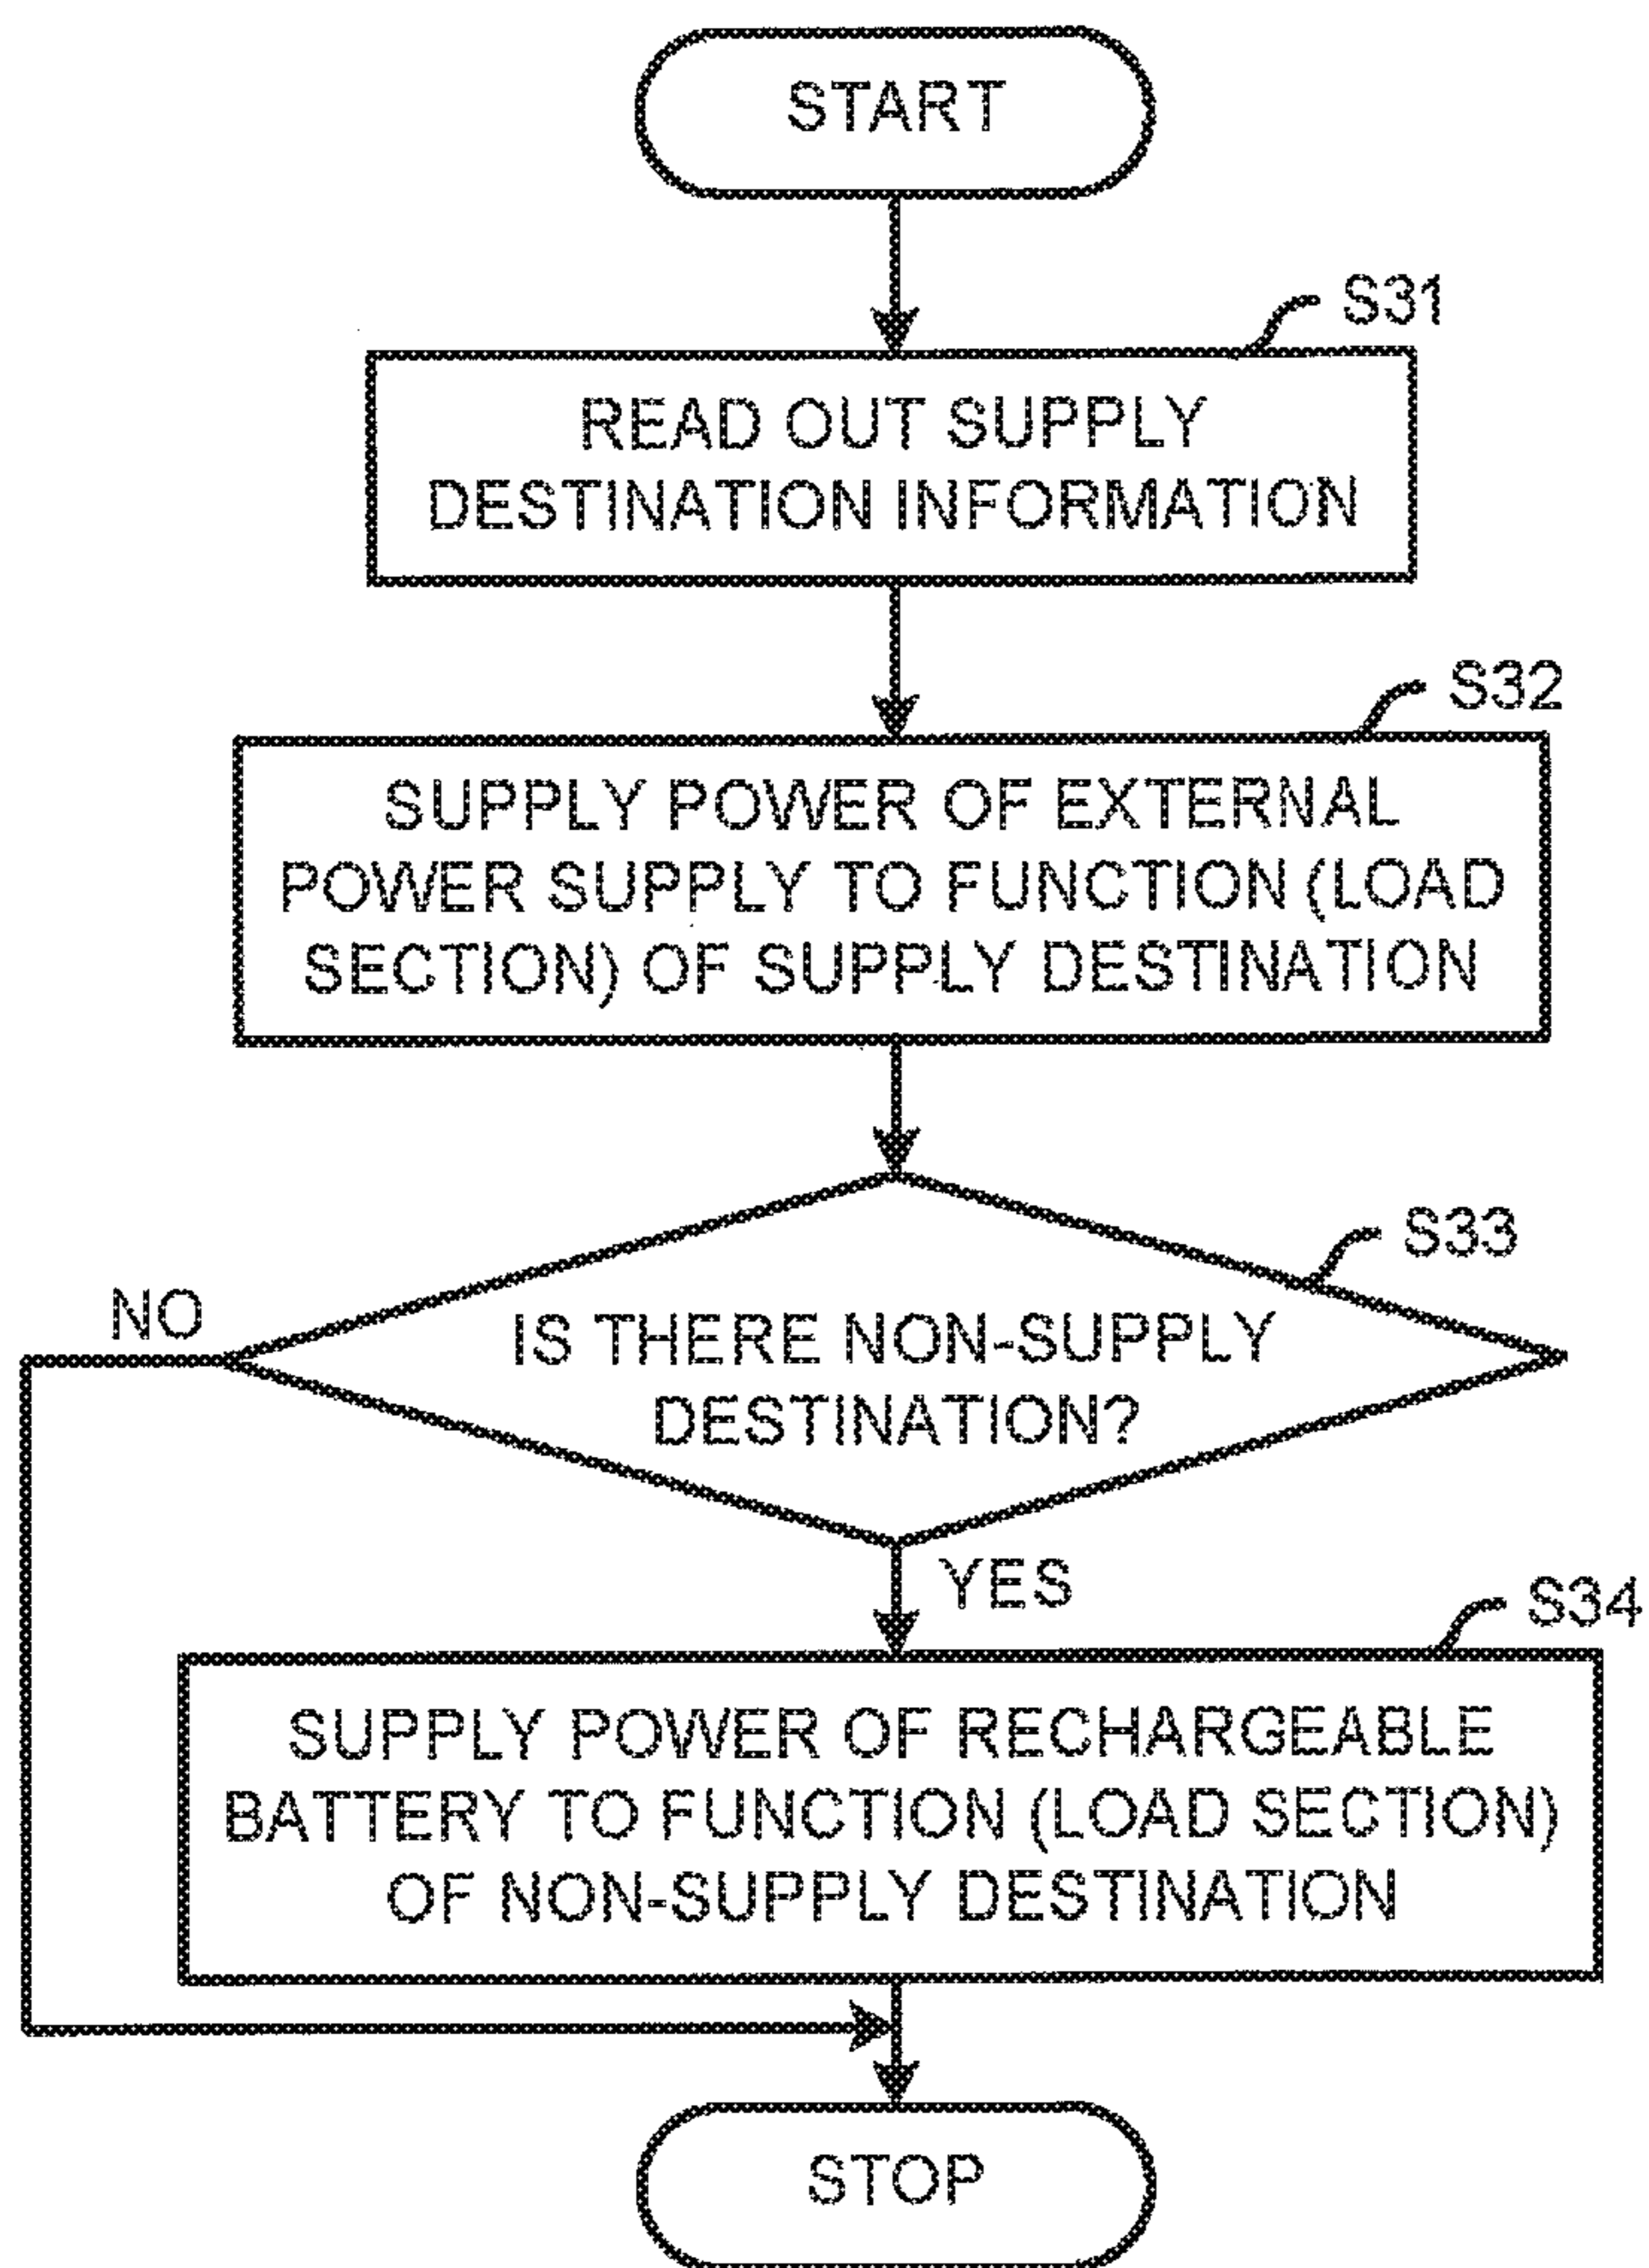 START
S31
READ OUT SUPPLY
DESTINATION INFORMATION
S32
SUPPLY POWER OF EXTERNAL
POWER SUPPLY TO FUNCTION (LOAD
SECTION) OF SUPPLY DESTINATION
S33
NO
IS THERE NON-SUPPLY
DESTINATION?
YES
S34
SUPPLY POWER OF RECHARGEABLE
BATTERY TO FUNCTION (LOAD SECTION)
OF NON-SUPPLY DESTINATION
STOP